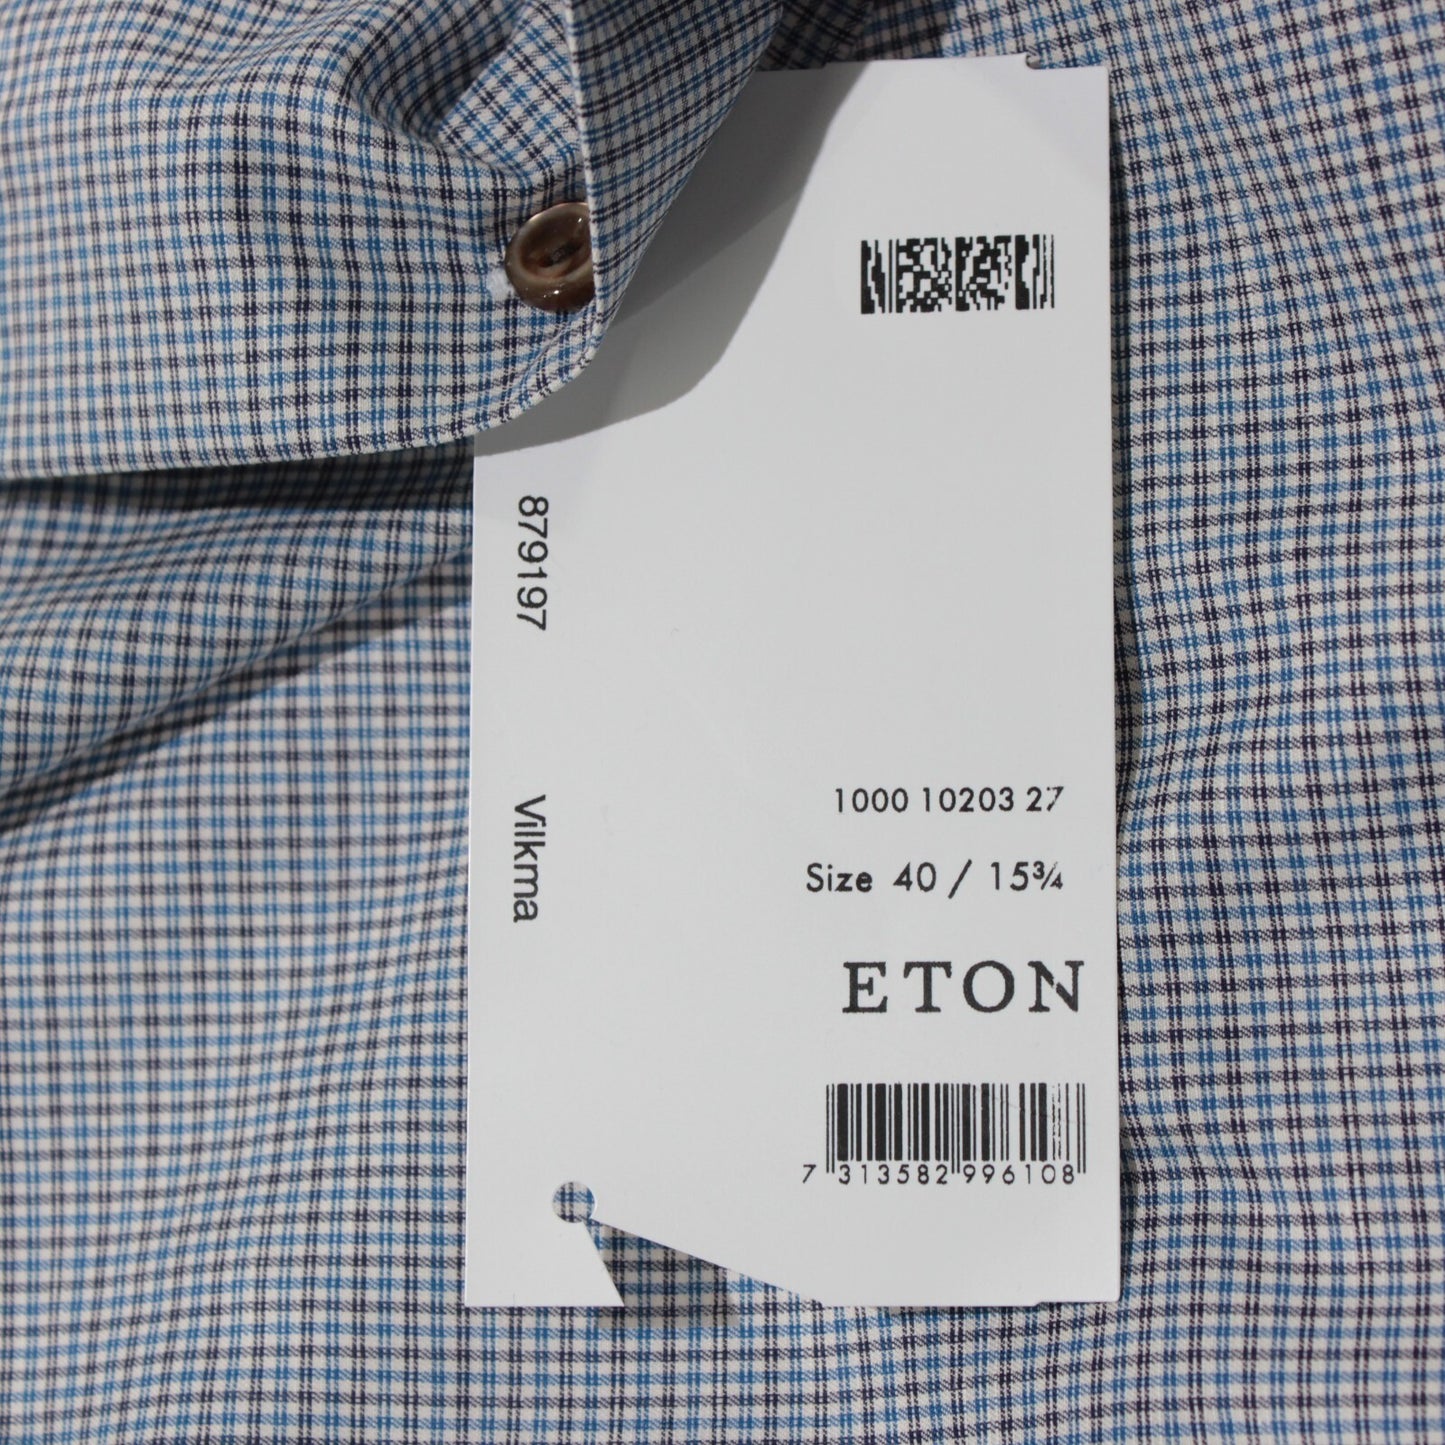 879197
Vilkma
1000 10203 27
Size 40 / 15¾
ETON
7 313582 996108